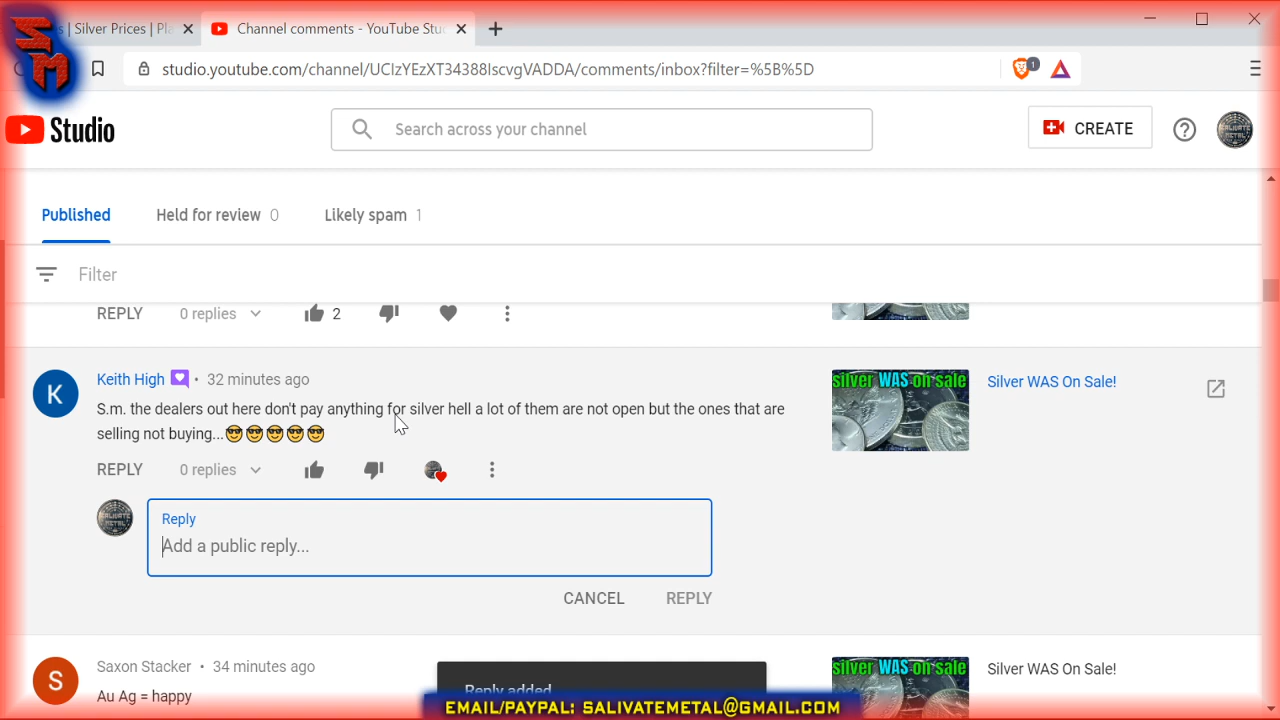 SM
s | Silver Prices | Pla
Channel comments - YouTube Stu
studio.youtube.com/channel/UCIzYEzXT34388IscvgVADDA/comments/inbox?filter=%5B%5D
1
Studio
Search across your channel
CREATE
Published
Held for review 0
Likely spam 1
Filter
REPLY 0 replies 2
Keith High • 32 minutes ago
silver WAS on sale
Silver WAS On Sale!
K
S.m. the dealers out here don't pay anything for silver hell a lot of them are not open but the ones that are
selling not buying...😎😎😎😎😎
REPLY 0 replies
SALIVATE
METAL
Reply
Add a public reply...
CANCEL REPLY
Saxon Stacker • 34 minutes ago
silver WAS on sale
Silver WAS On Sale!
S
Au Ag = happy
Reply added
EMAIL/PAYPAL: SALIVATEMETAL@GMAIL.COM